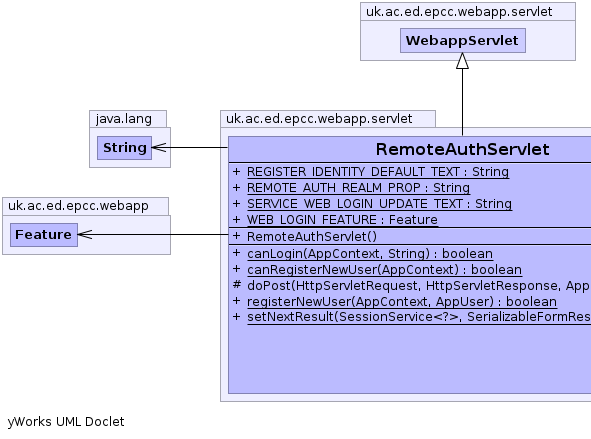 uk.ac.ed.epcc.webapp.servlet
WebappServlet
java.lang
String
uk.ac.ed.epcc.webapp.servlet
RemoteAuthServlet
+ REGISTER_IDENTITY_DEFAULT_TEXT : String
+ REMOTE_AUTH_REALM_PROP : String
+ SERVICE_WEB_LOGIN_UPDATE_TEXT : String
+ WEB_LOGIN_FEATURE : Feature
+ RemoteAuthServlet()
+ canLogin(AppContext, String) : boolean
+ canRegisterNewUser(AppContext) : boolean
# doPost(HttpServletRequest, HttpServletResponse, App
+ registerNewUser(AppContext, AppUser) : boolean
+ setNextResult(SessionService<?>, SerializableFormRes
uk.ac.ed.epcc.webapp
Feature
yWorks UML Doclet